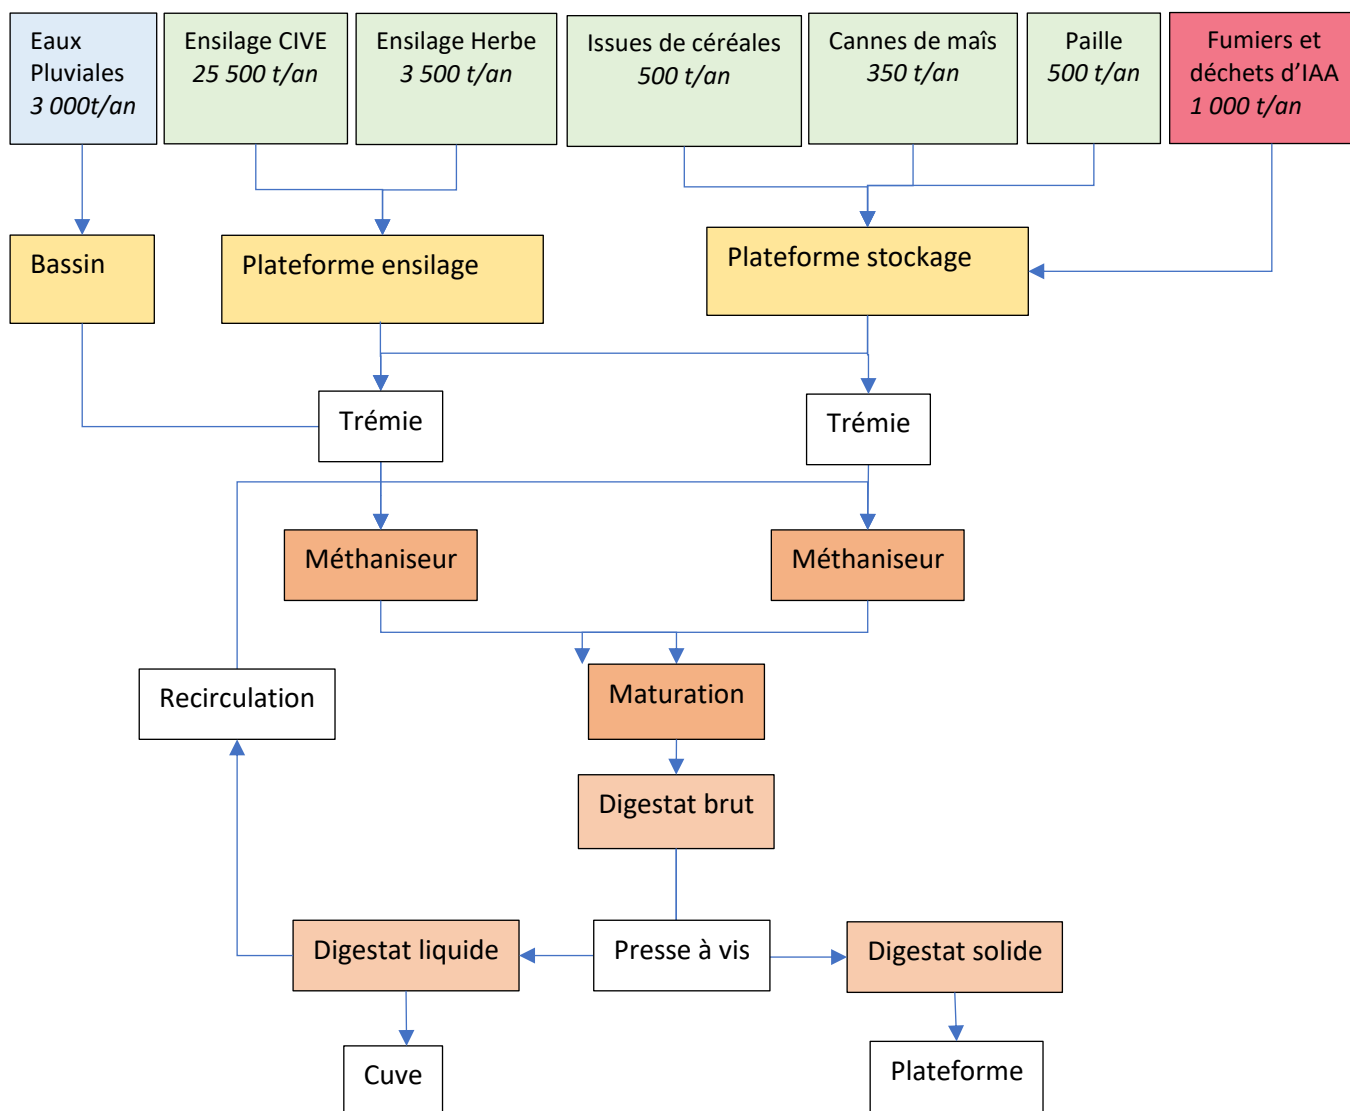 Eaux
Pluviales
3 000t/an
Ensilage CIVE
25 500 t/an
Ensilage Herbe
3 500 t/an
Issues de céréales
500 t/an
Cannes de maîs
350 t/an
Paille
500 t/an
Fumiers et
déchets d'IAA
1 000 t/an
Bassin
Plateforme ensilage
Plateforme stockage
Trémie
Trémie
Méthaniseur
Méthaniseur
Recirculation
Maturation
Digestat brut
Digestat liquide
Presse à vis
Digestat solide
Cuve
Plateforme